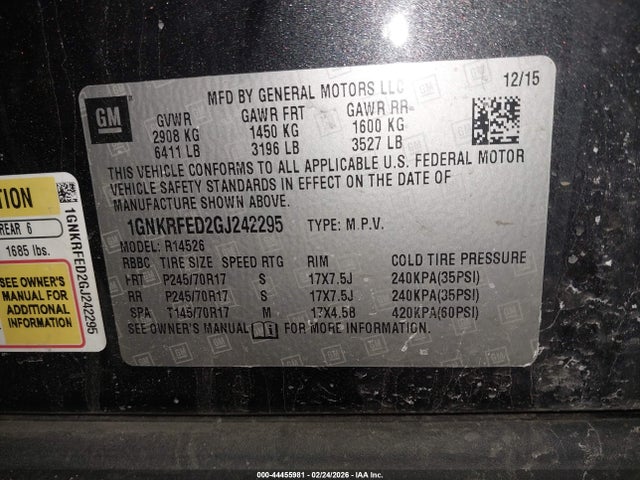 GM
MFD BY GENERAL MOTORS LLC
12/15
GVWR GAWR FRT GAWR RR
2908 KG 1450 KG 1600 KG
6411 LB 3196 LB 3527 LB
THIS VEHICLE CONFORMS TO ALL APPLICABLE U.S. FEDERAL MOTOR
VEHICLE SAFETY STANDARDS IN EFFECT ON THE DATE OF
MANUFACTURE SHOWN ABOVE.
1GNKRFED2GJ242295 TYPE: M.P.V.
MODEL: R14526
RBBC TIRE SIZE SPEED RTG RIM COLD TIRE PRESSURE
FRT P245/70R17 S 17X7.5J 240KPA(35PSI)
RR P245/70R17 S 17X7.5J 240KPA(35PSI)
SPA T145/70R17 M 17X4.5B 420KPA(60PSI)
SEE OWNER'S MANUAL FOR MORE INFORMATION.
REAR 6
1685 lbs.
SEE OWNER'S
MANUAL FOR
ADDITIONAL
INFORMATION
1GNKRFED2GJ242295
000-44455981 - 02/24/2026 - IAA Inc.